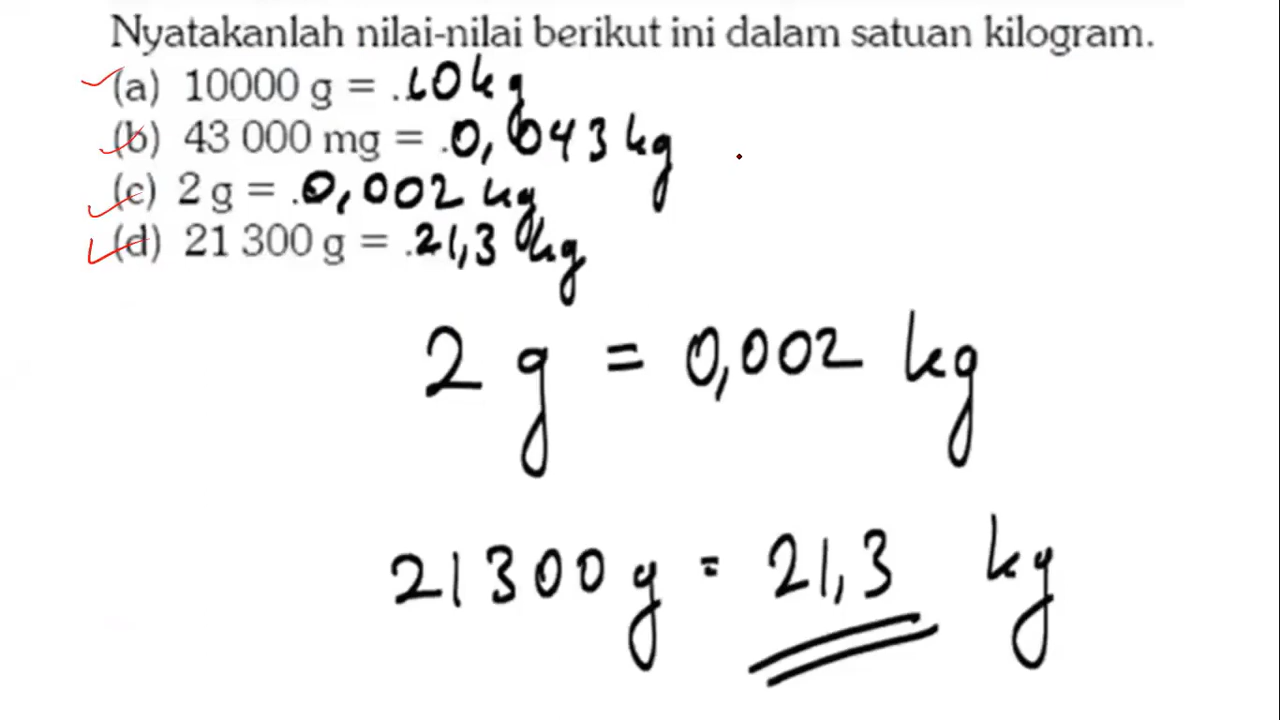 Nyatakanlah nilai-nilai berikut ini dalam satuan kilogram.
(a) 10000 g = .10 kg
(b) 43 000 mg = .0,043 kg
(c) 2 g = .0,002 kg
(d) 21 300 g = .21,3 kg
2 g = 0,002 kg
21300 g = 21,3 kg